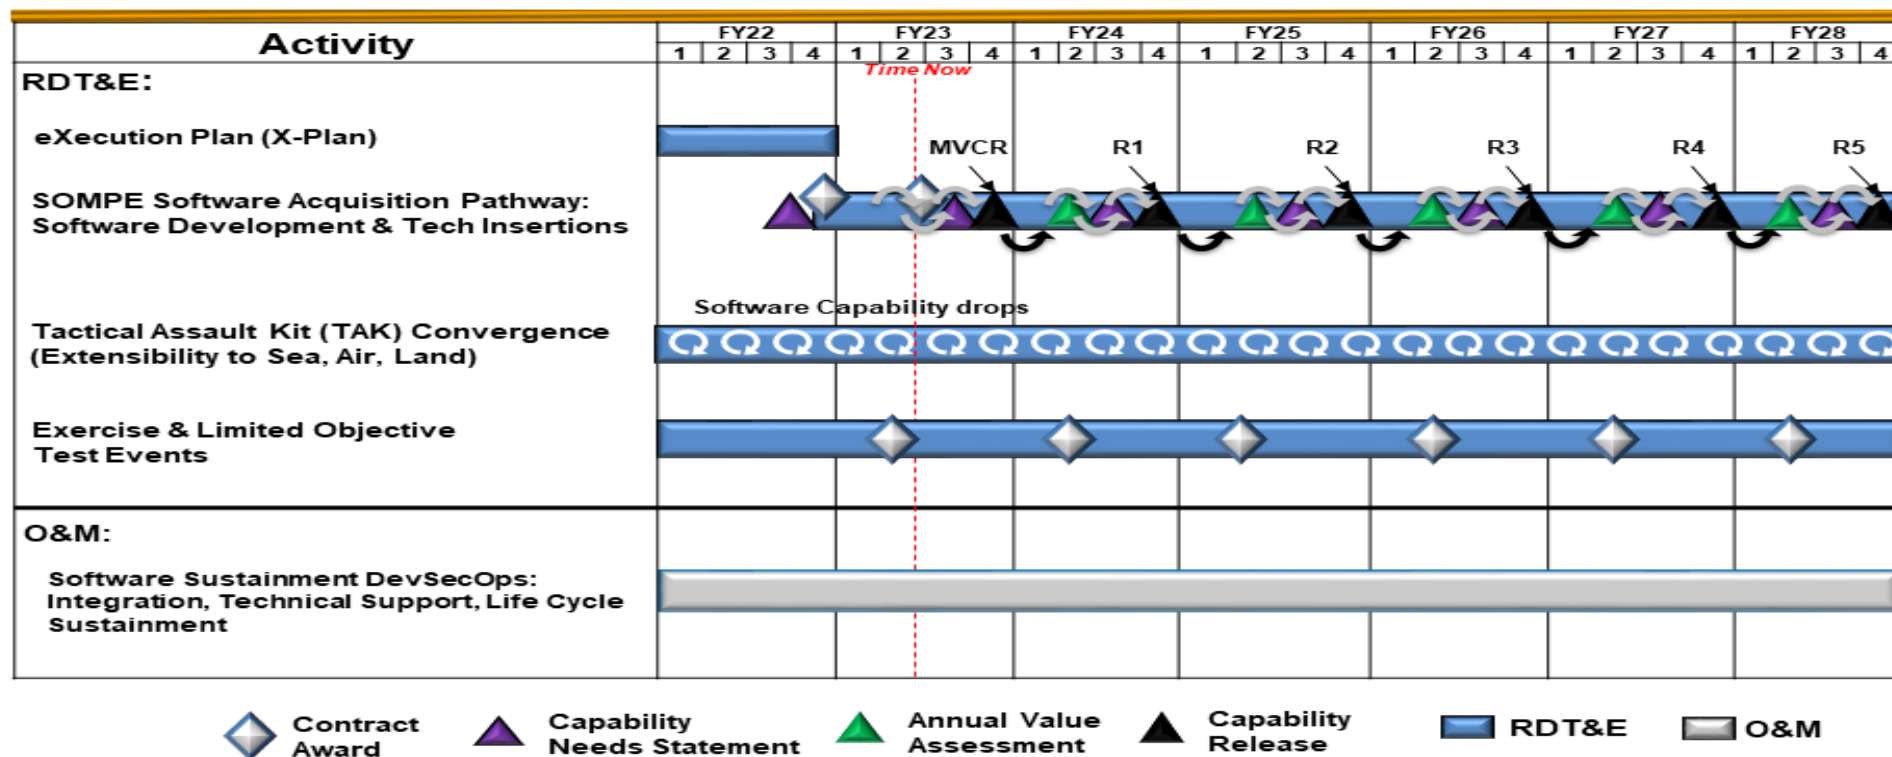 Activity
FY22 FY23 FY24 FY25 FY26 FY27 FY28
1 2 3 4 1 2 3 4 1 2 3 4 1 2 3 4 1 2 3 4 1 2 3 4 1 2 3 4
Time Now
RDT&E:
eXecution Plan (X-Plan)
MVCR R1 R2 R3 R4 R5
SOMPE Software Acquisition Pathway:
Software Development & Tech Insertions
Software Capability drops
Tactical Assault Kit (TAK) Convergence
(Extensibility to Sea, Air, Land)
Exercise & Limited Objective
Test Events
O&M:
Software Sustainment DevSecOps:
Integration, Technical Support, Life Cycle
Sustainment
Contract
Award
Capability
Needs Statement
Annual Value
Assessment
Capability
Release
RDT&E
O&M